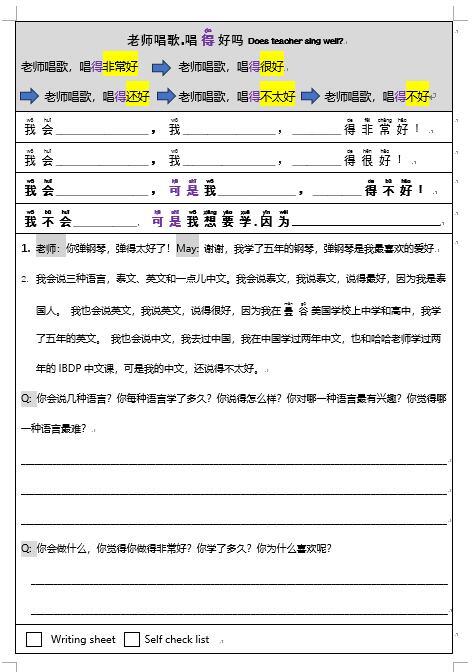 老师唱歌.唱得好吗 Does teacher sing well?
老师唱歌，唱得非常好 老师唱歌，唱得很好
老师唱歌，唱得还好 老师唱歌，唱得不太好 老师唱歌，唱得不好
我会____________，我____________，________得非常好！
我会____________，我____________，________得很好！
我会____________，可是我____________，________得不好！
我不会____________. 可是我想要学.因为____________________
1. 老师：你弹钢琴，弹得太好了！May: 谢谢，我学了五年的钢琴，弹钢琴是我最喜欢的爱好.
2. 我会说三种语言，泰文、英文和一点儿中文。我会说泰文，我说泰文，说得最好，因为我是泰
国人。 我也会说英文，我说英文，说得很好，因为我在曼谷美国学校上中学和高中，我学
了五年的英文。 我也会说中文，我去过中国，我在中国学过两年中文，也和哈哈老师学过两
年的 IBDP 中文课，可是我的中文，还说得不太好。
Q: 你会说几种语言？你每种语言学了多久？你说得怎么样？你对哪一种语言最有兴趣？你觉得哪
一种语言最难？
Q: 你会做什么，你觉得你做得非常好？你学了多久？你为什么喜欢呢？
Writing sheet Self check list